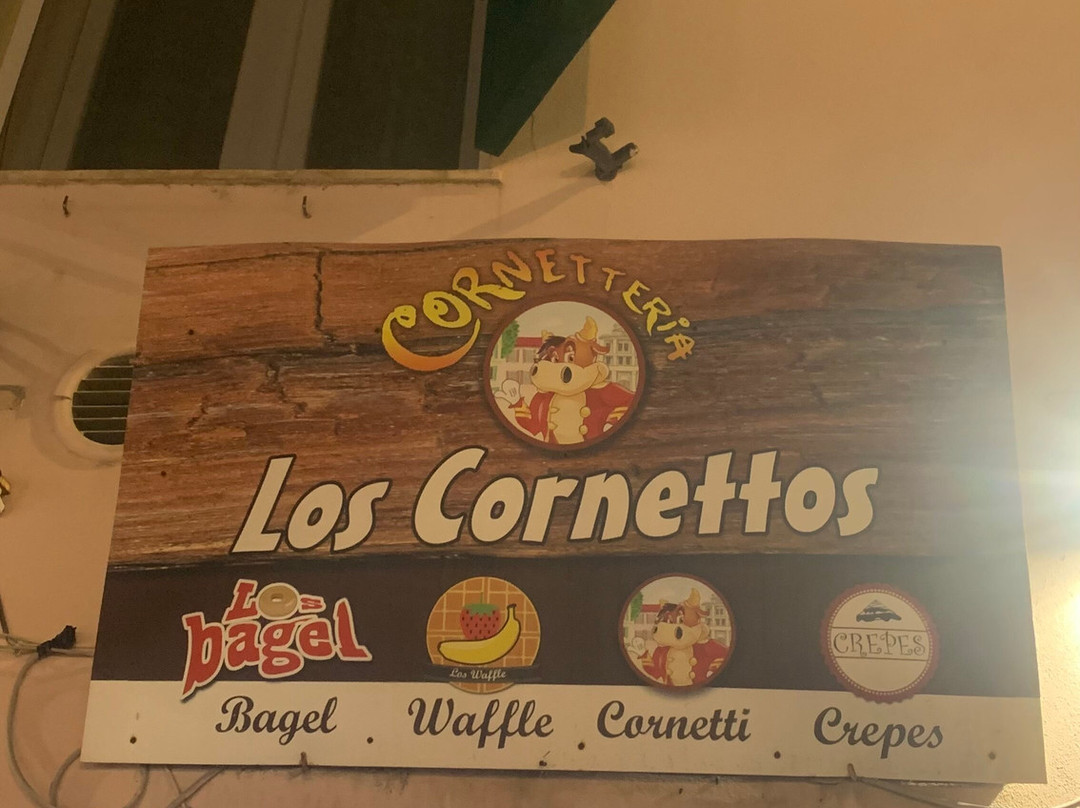 CORNETTERIA
Los Cornettos
Los
bagel
Los Waffle
CREPES
Bagel Waffle Cornetti Crepes